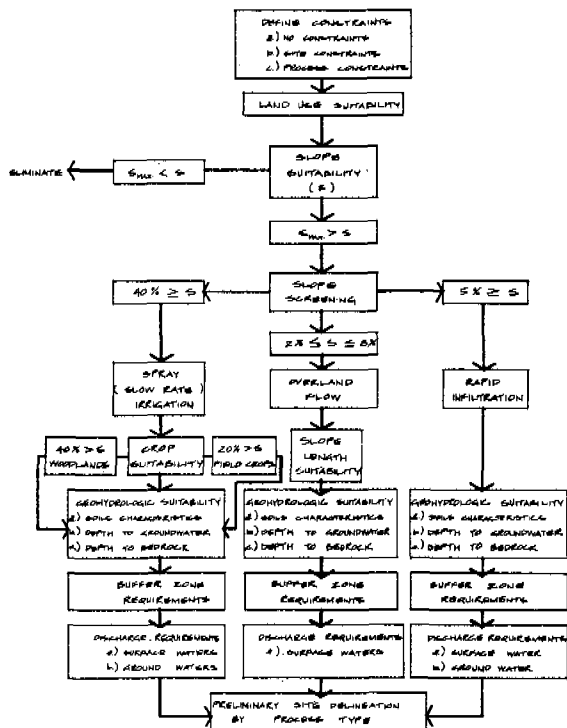 DEFINE CONSTRAINTS
a.) NO CONSTRAINTS
b.) SITE CONSTRAINTS
c.) PROCESS CONSTRAINTS
LAND USE SUITABILITY
SLOPE
SUITABILITY
(S)
ELIMINATE
S MAX < S
S MAX > S
40% ≥ S
SLOPE
SCREENING
5% ≥ S
2% ≤ S ≤ 8%
SPRAY
(SLOW RATE)
IRRIGATION
OVERLAND
FLOW
RAPID
INFILTRATION
40% > S
WOODLANDS
CROP
SUITABILITY
20% > S
FIELD CROPS
SLOPE
LENGTH
SUITABILITY
GEOHYDROLOGIC SUITABILITY
a.) SOILS CHARACTERISTICS
b.) DEPTH TO GROUNDWATER
c.) DEPTH TO BEDROCK
GEOHYDROLOGIC SUITABILITY
a.) SOILS CHARACTERISTICS
b.) DEPTH TO GROUNDWATER
c.) DEPTH TO BEDROCK
GEOHYDROLOGIC SUITABILITY
a.) SOILS CHARACTERISTICS
b.) DEPTH TO GROUNDWATER
c.) DEPTH TO BEDROCK
BUFFER ZONE
REQUIREMENTS
BUFFER ZONE
REQUIREMENTS
BUFFER ZONE
REQUIREMENTS
DISCHARGE REQUIREMENTS
a.) SURFACE WATERS
b.) GROUND WATERS
DISCHARGE REQUIREMENTS
a.) SURFACE WATERS
DISCHARGE REQUIREMENTS
a.) SURFACE WATER
b.) GROUND WATER
PRELIMINARY SITE DELINEATION
BY PROCESS TYPE